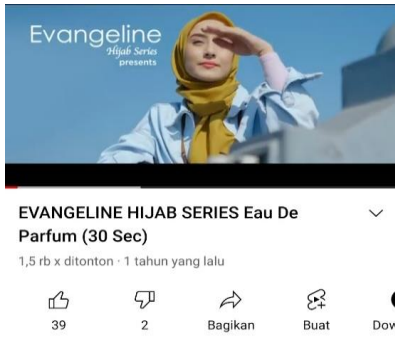 Evangeline
Hijab Series
presents
EVANGELINE HIJAB SERIES Eau De
Parfum (30 Sec)
1,5 rb x ditonton · 1 tahun yang lalu
39
2
Bagikan
Buat
Dow